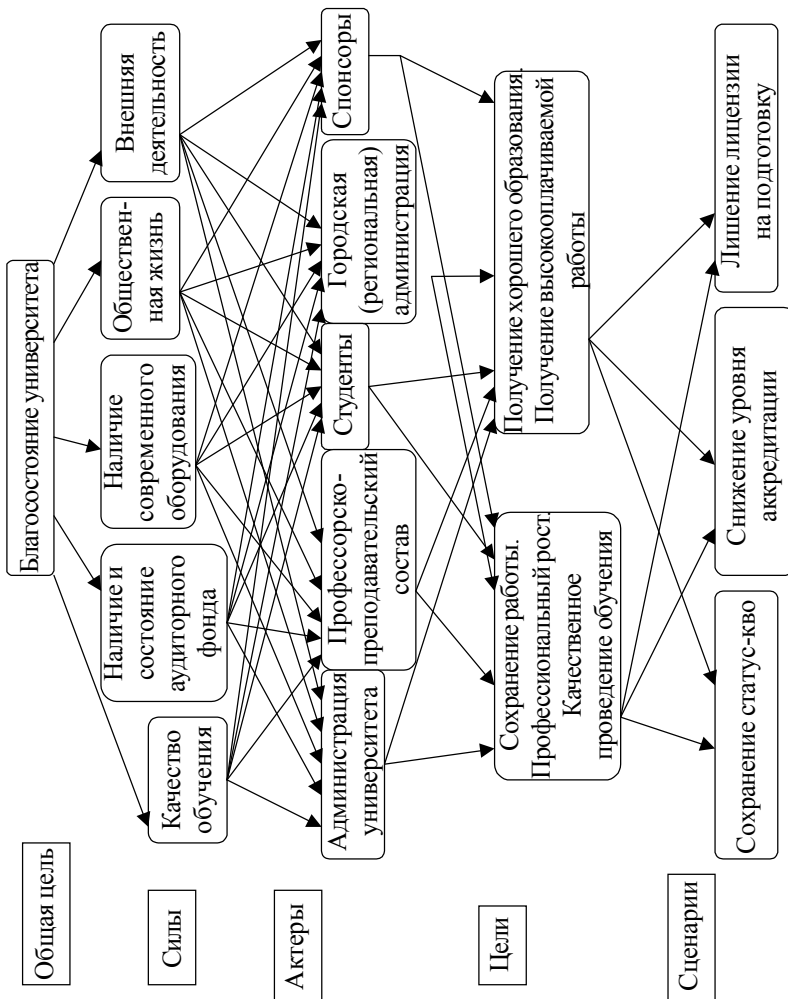 Общая цель
Благосостояние университета
Силы
Качество
обучения
Наличие и
состояние
аудиторного
фонда
Наличие
современного
оборудования
Обществен-
ная жизнь
Внешняя
деятельность
Актеры
Администрация
университета
Профессорско-
преподавательский
состав
Студенты
Городская
(региональная)
администрация
Спонсоры
Цели
Сохранение работы.
Профессиональный рост.
Качественное
проведение обучения
Получение хорошего образования.
Получение высокооплачиваемой
работы
Сценарии
Сохранение статус-кво
Снижение уровня
аккредитации
Лишение лицензии
на подготовку